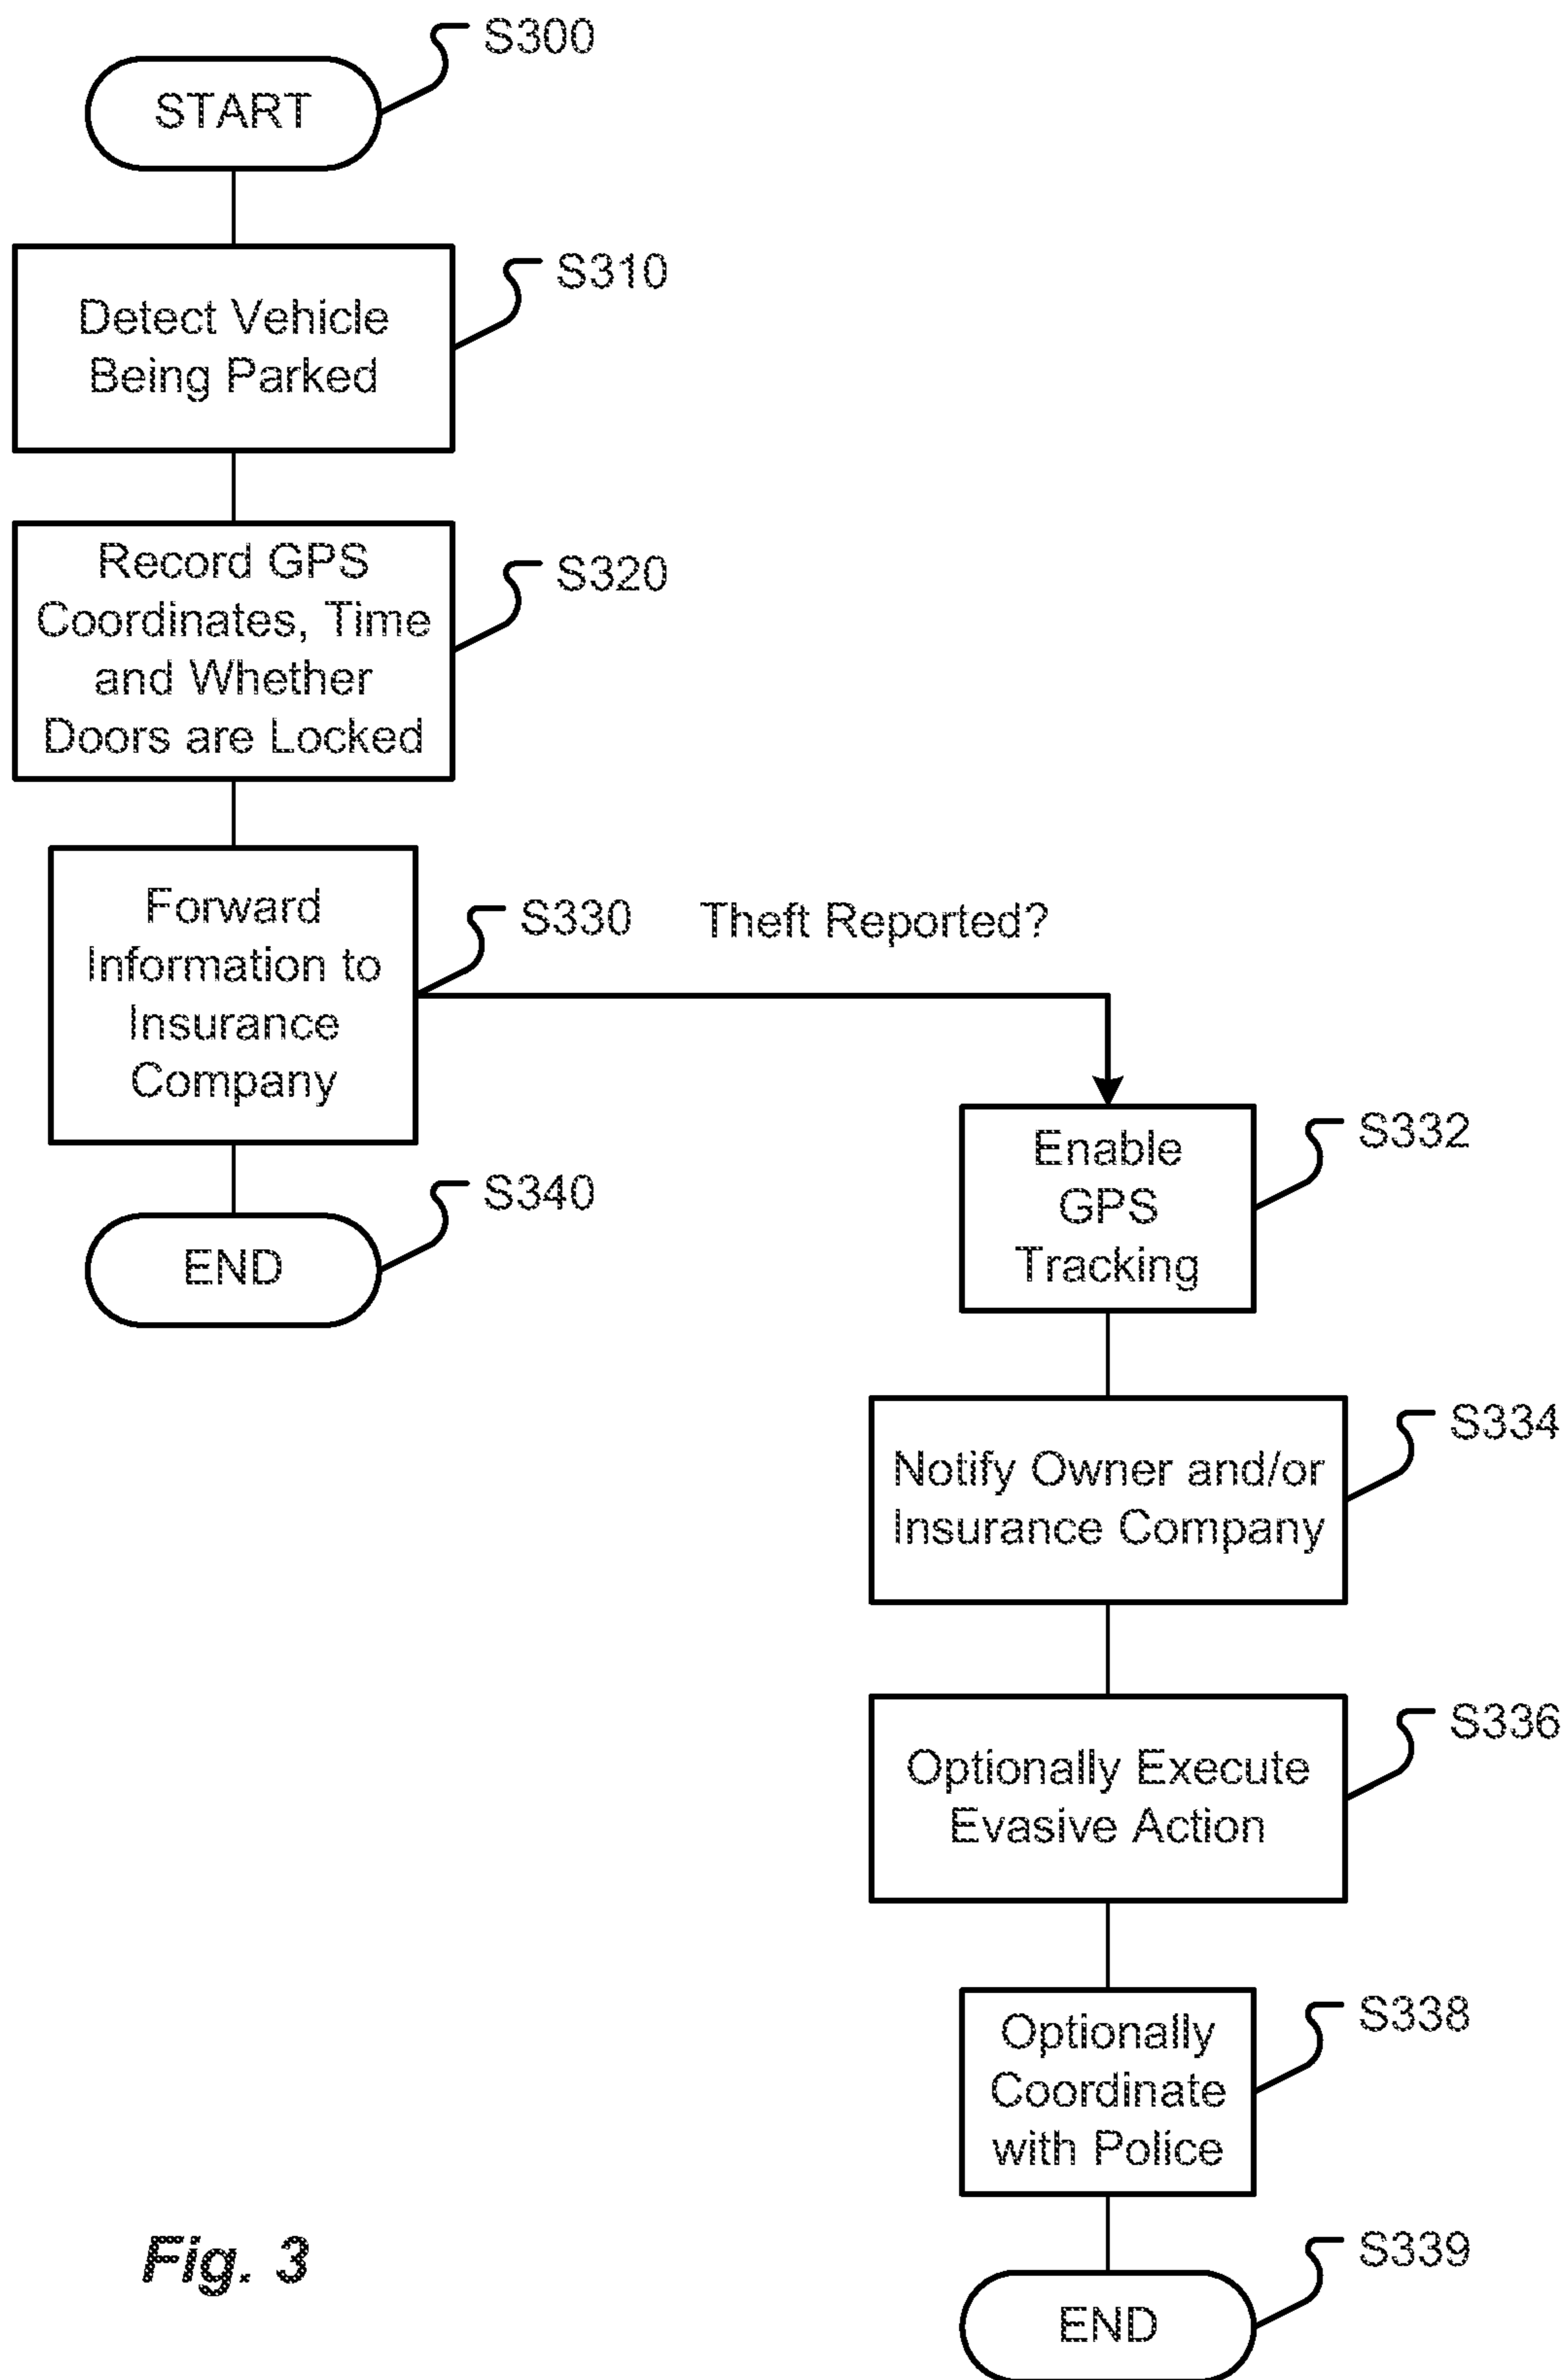 S300
START
S310
Detect Vehicle
Being Parked
S320
Record GPS
Coordinates, Time
and Whether
Doors are Locked
S330
Theft Reported?
Forward
Information to
Insurance
Company
S340
END
S332
Enable
GPS
Tracking
S334
Notify Owner and/or
Insurance Company
S336
Optionally Execute
Evasive Action
S338
Optionally
Coordinate
with Police
S339
END
Fig. 3